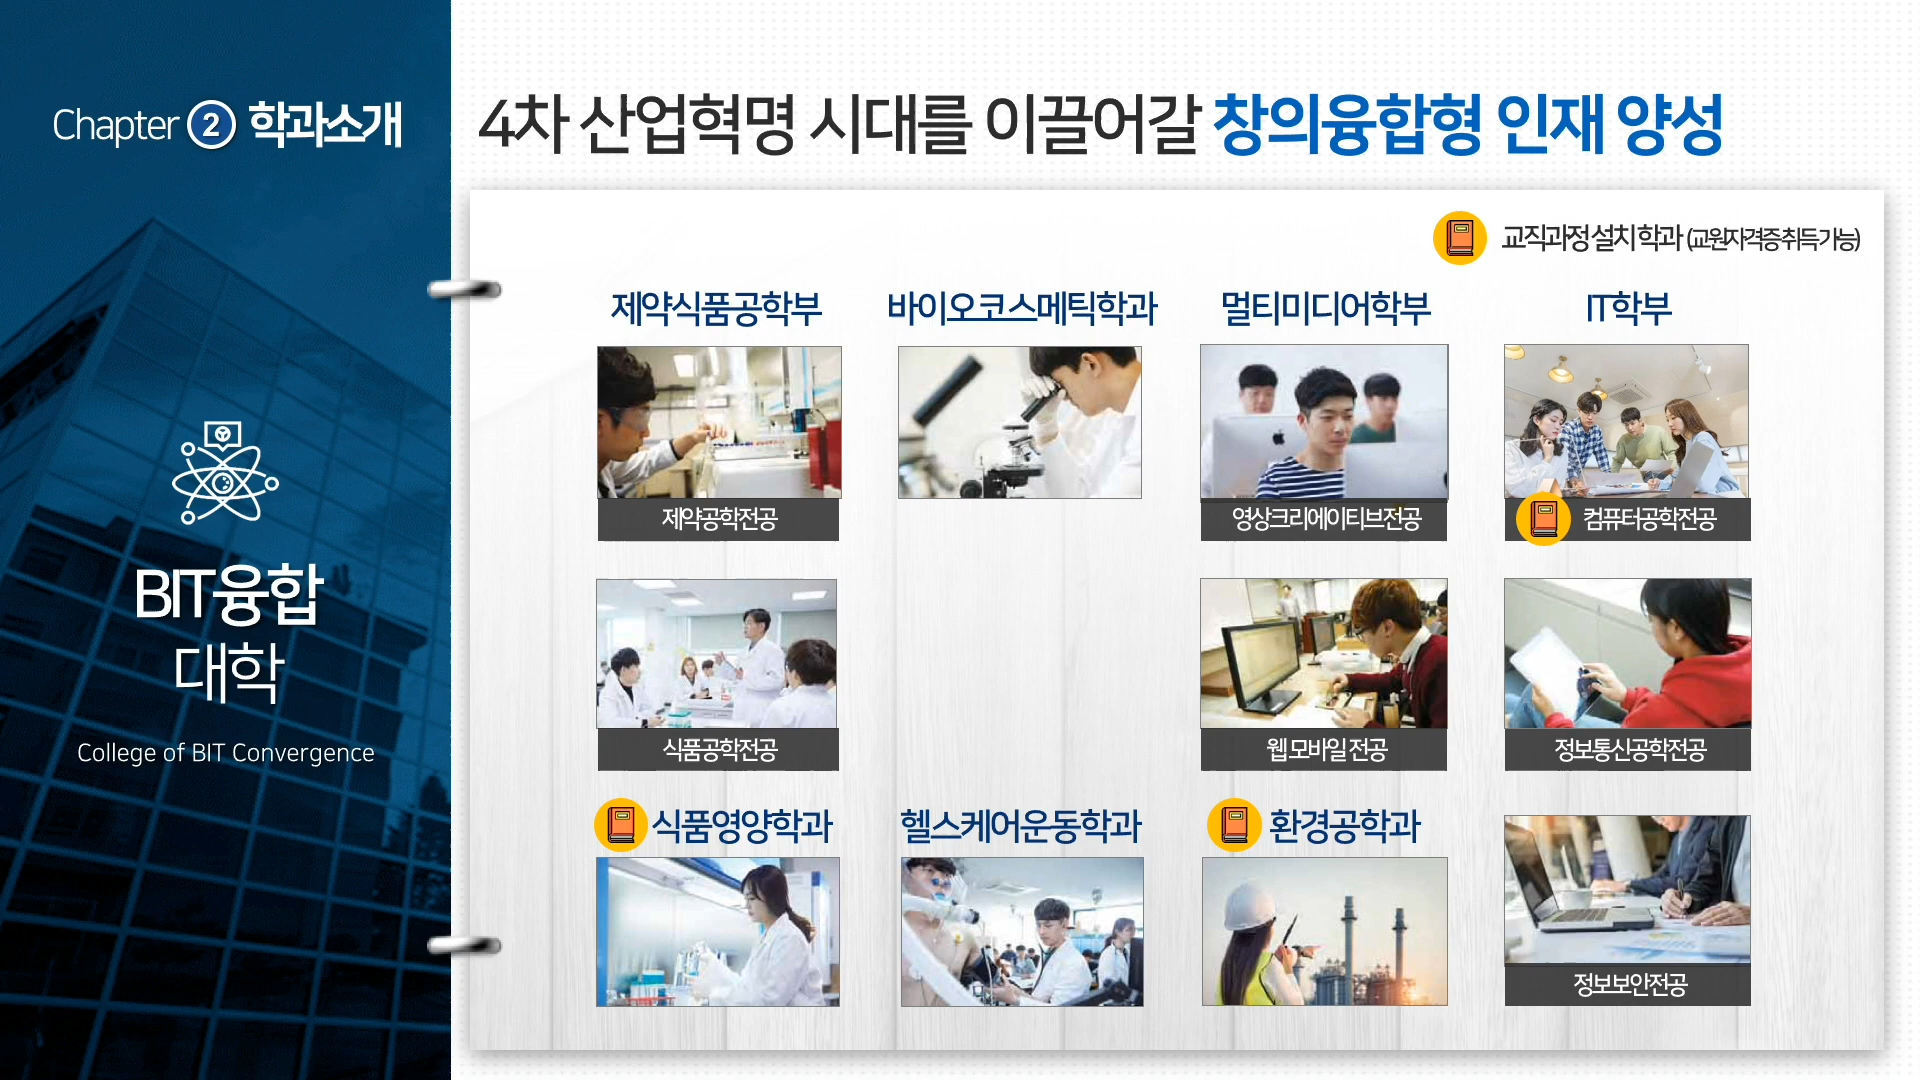 Chapter 2 학과소개
BIT융합
대학
College of BIT Convergence
4차 산업혁명 시대를 이끌어갈 창의융합형 인재 양성
교직과정 설치 학과 (교원자격증 취득 가능)
제약식품공학부
바이오코스메틱학과
멀티미디어학부
IT학부
제약공학전공
영상크리에이티브전공
컴퓨터공학전공
식품공학전공
웹 모바일 전공
정보통신공학전공
식품영양학과
헬스케어운동학과
환경공학과
정보보안전공